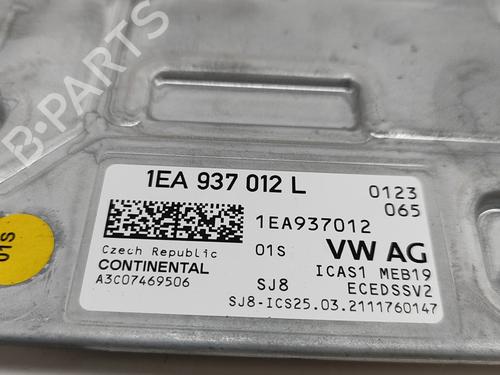 B-PARTS
1EA 937 012 L
0123
065
1EA937012
01S
VW AG
Czech Republic
CONTINENTAL
A3C07469506
ICAS1 MEB19
SJ8
ECEDSSV2
SJ8-ICS25.03.2111760147
01S